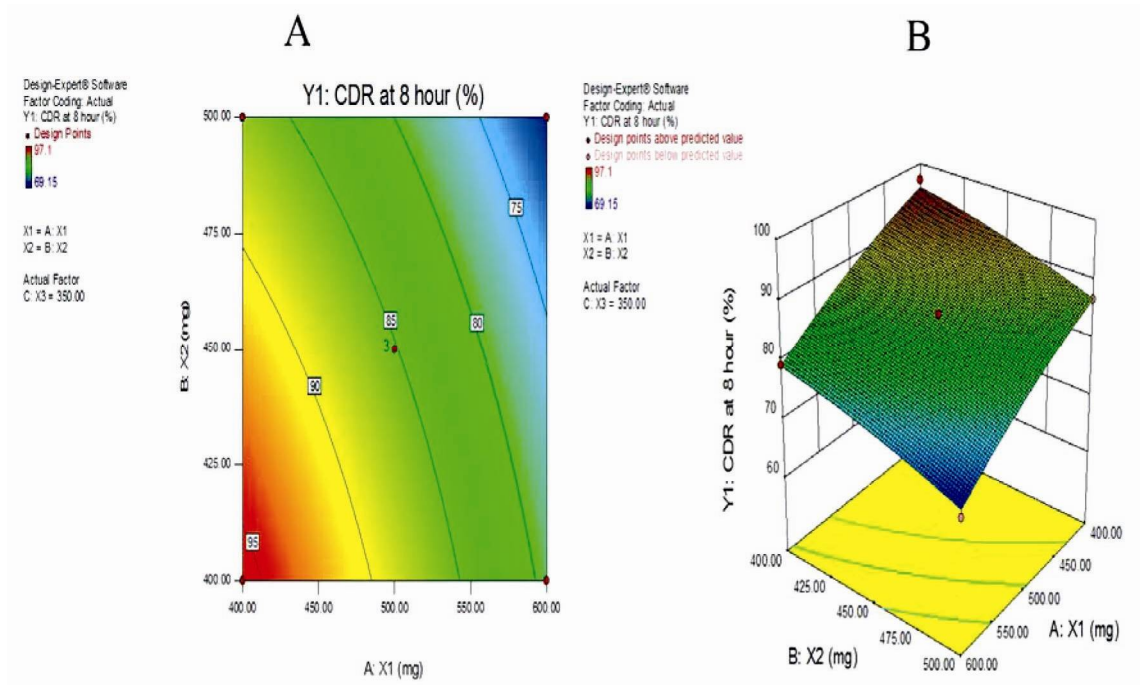 A
B
Design-Expert® Software
Factor Coding: Actual
Y1: CDR at 8 hour (%)
Design Points
97.1
69.15
X1 = A: X1
X2 = B: X2
Actual Factor
C: X3 = 350.00
Y1: CDR at 8 hour (%)
500.00
475.00
450.00
425.00
400.00
B: X2 (mg)
75
85
80
3
90
95
400.00
450.00
500.00
550.00
600.00
A: X1 (mg)
Design-Expert® Software
Factor Coding: Actual
Y1: CDR at 8 hour (%)
Design points above predicted value
Design points below predicted value
97.1
69.15
X1 = A: X1
X2 = B: X2
Actual Factor
C: X3 = 350.00
100
90
80
70
60
Y1: CDR at 8 hour (%)
400.00
425.00
450.00
475.00
500.00
B: X2 (mg)
400.00
450.00
500.00
550.00
600.00
A: X1 (mg)